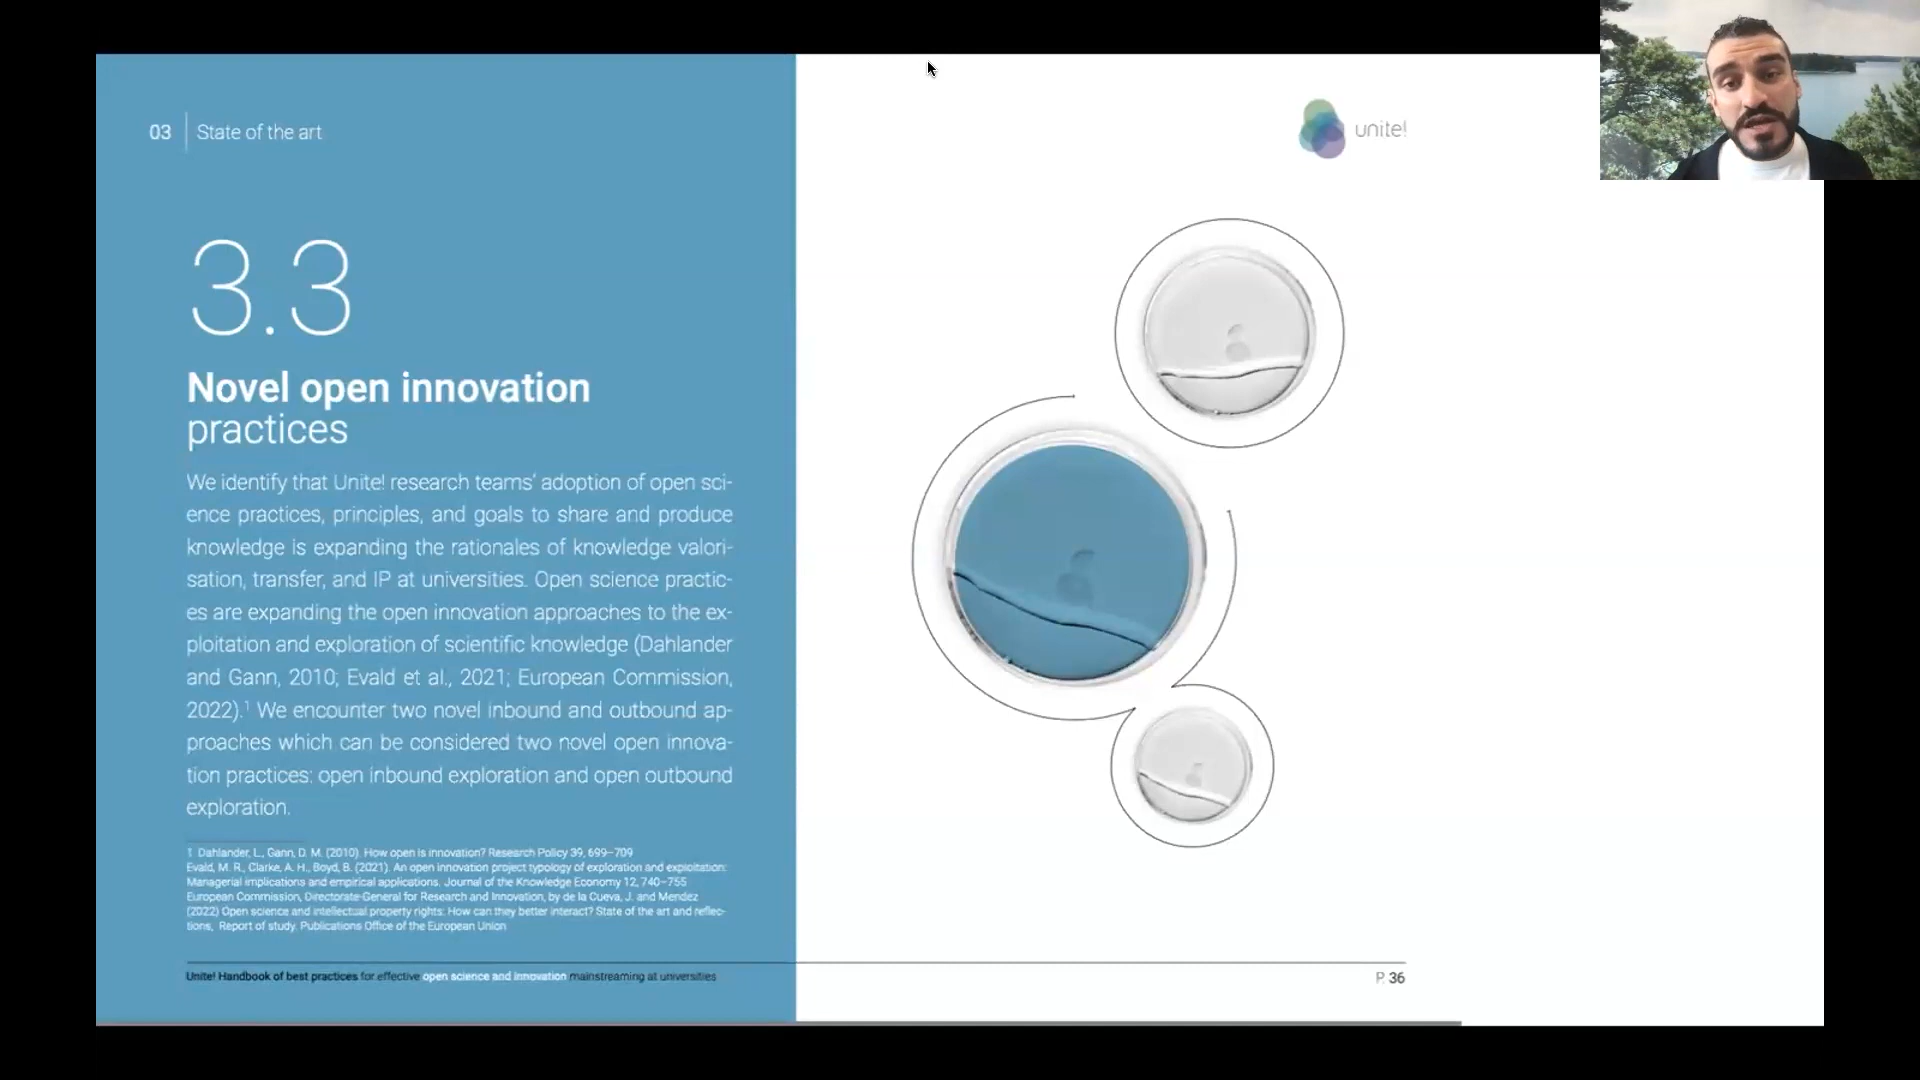 03 State of the art
unite!
3.3
Novel open innovation
practices
We identify that Unite! research teams' adoption of open sci-
ence practices, principles, and goals to share and produce
knowledge is expanding the rationales of knowledge valori-
sation, transfer, and IP at universities. Open science practic-
es are expanding the open innovation approaches to the ex-
ploitation and exploration of scientific knowledge (Dahlander
and Gann, 2010; Evald et al., 2021; European Commission,
2022).¹ We encounter two novel inbound and outbound ap-
proaches which can be considered two novel open innova-
tion practices: open inbound exploration and open outbound
exploration.
1 Dahlander, L., Gann, D. M. (2010). How open is innovation? Research Policy 39, 699–709
Evald, M. R., Clarke, A. H., Boyd, B. (2021). An open innovation project typology of exploration and exploitation:
Managerial implications and empirical applications. Journal of the Knowledge Economy 12, 740–755
European Commission, Directorate-General for Research and Innovation, by de la Cueva, J. and Mendez
(2022) Open science and intellectual property rights: How can they better interact? State of the art and reflec-
tions, Report of study. Publications Office of the European Union
Unite! Handbook of best practices for effective open science and innovation mainstreaming at universities
P. 36